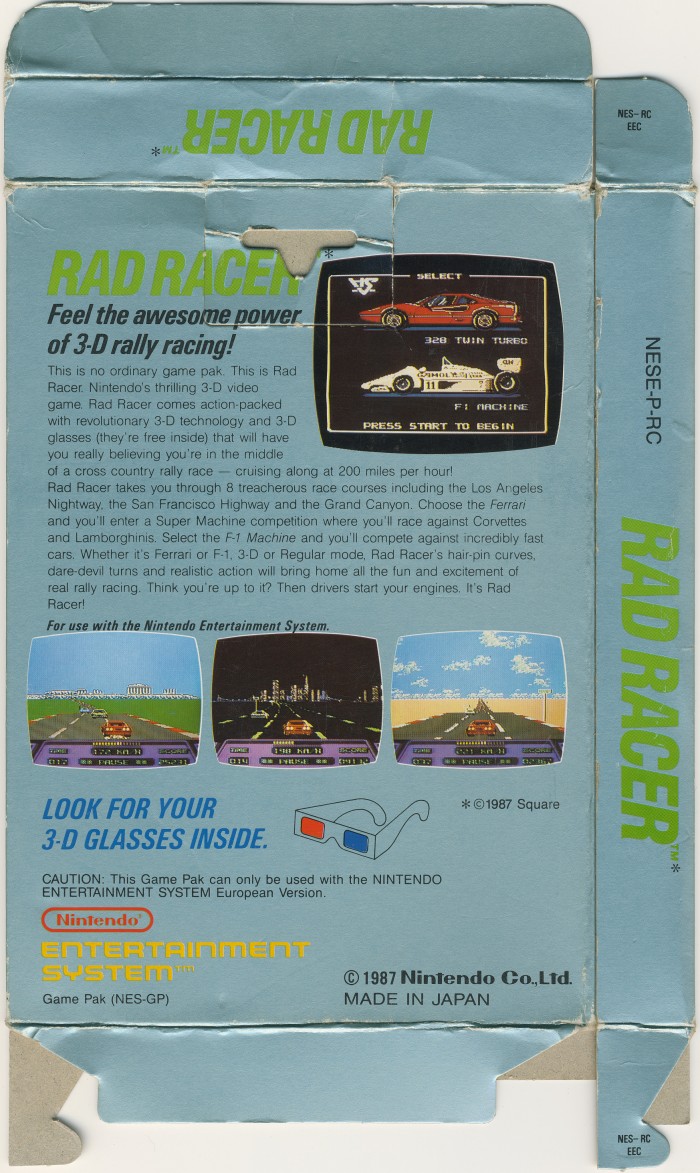 RAD RACER™*
NES-RC
EEC
RAD RACER*
Feel the awesome power
of 3-D rally racing!
This is no ordinary game pak. This is Rad
Racer. Nintendo's thrilling 3-D video
game. Rad Racer comes action-packed
with revolutionary 3-D technology and 3-D
glasses (they're free inside) that will have
you really believing you're in the middle
of a cross country rally race — cruising along at 200 miles per hour!
Rad Racer takes you through 8 treacherous race courses including the Los Angeles
Nightway, the San Francisco Highway and the Grand Canyon. Choose the Ferrari
and you'll enter a Super Machine competition where you'll race against Corvettes
and Lamborghinis. Select the F-1 Machine and you'll compete against incredibly fast
cars. Whether it's Ferrari or F-1, 3-D or Regular mode, Rad Racer's hair-pin curves,
dare-devil turns and realistic action will bring home all the fun and excitement of
real rally racing. Think you're up to it? Then drivers start your engines. It's Rad
Racer!
For use with the Nintendo Entertainment System.
SELECT
328 TWIN TURBO
11
F1 MACHINE
PRESS START TO BEGIN
TIME 122 KM/H SCORE
017 PAUSE 25231
TIME 190 KM/H SCORE
014 PAUSE
TIME 221 KM/H SCORE
037 PAUSE
LOOK FOR YOUR
3-D GLASSES INSIDE.
*©1987 Square
CAUTION: This Game Pak can only be used with the NINTENDO
ENTERTAINMENT SYSTEM European Version.
Nintendo®
ENTERTAINMENT
SYSTEM™
Game Pak (NES-GP)
©1987 Nintendo Co.,Ltd.
MADE IN JAPAN
NESE-P-RC
RAD RACER™*
NES-RC
EEC